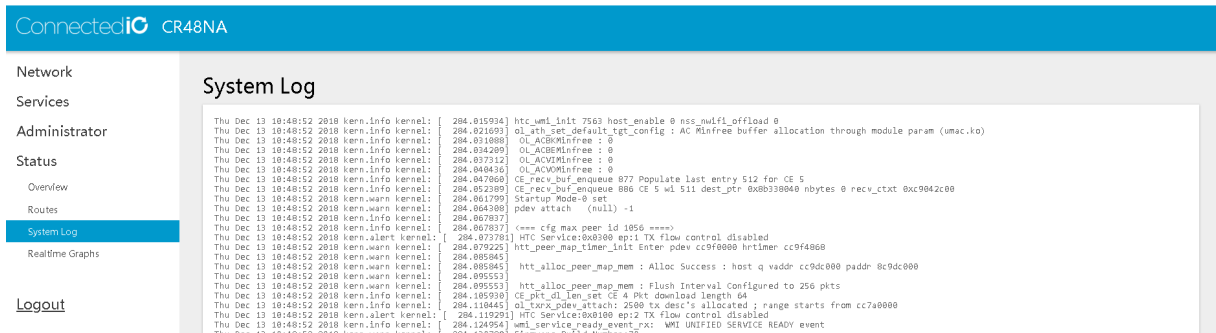 ConnectediO CR48NA
Network
Services
Administrator
Status
Overview
Routes
System Log
Realtime Graphs
Logout
System Log
Thu Dec 13 10:48:52 2018 kern.info kernel: [ 284.015934] htc_wmi_init 7563 host_enable 0 nss_nwifi_offload 0
Thu Dec 13 10:48:52 2018 kern.info kernel: [ 284.021693] ol_ath_set_default_tgt_config : AC Minfree buffer allocation through module param (umac.ko)
Thu Dec 13 10:48:52 2018 kern.info kernel: [ 284.031088] OL_ACBKMinfree : 0
Thu Dec 13 10:48:52 2018 kern.info kernel: [ 284.034209] OL_ACBEMinfree : 0
Thu Dec 13 10:48:52 2018 kern.info kernel: [ 284.037312] OL_ACVIMinfree : 0
Thu Dec 13 10:48:52 2018 kern.info kernel: [ 284.040436] OL_ACVOMinfree : 0
Thu Dec 13 10:48:52 2018 kern.info kernel: [ 284.047060] CE_recv_buf_enqueue 877 Populate last entry 512 for CE 5
Thu Dec 13 10:48:52 2018 kern.info kernel: [ 284.052389] CE_recv_buf_enqueue 886 CE 5 wi 511 dest_ptr 0x8b338040 nbytes 0 recv_ctxt 0xc9042c00
Thu Dec 13 10:48:52 2018 kern.warn kernel: [ 284.061799] Startup Mode-0 set
Thu Dec 13 10:48:52 2018 kern.warn kernel: [ 284.064308] pdev attach (null) -1
Thu Dec 13 10:48:52 2018 kern.info kernel: [ 284.067837]
Thu Dec 13 10:48:52 2018 kern.info kernel: [ 284.067837] <=== cfg max peer id 1056 ====>
Thu Dec 13 10:48:52 2018 kern.alert kernel: [ 284.073781] HTC Service:0x0300 ep:1 TX flow control disabled
Thu Dec 13 10:48:52 2018 kern.warn kernel: [ 284.079225] htt_peer_map_timer_init Enter pdev cc9f0000 hrtimer cc9f4868
Thu Dec 13 10:48:52 2018 kern.warn kernel: [ 284.085845]
Thu Dec 13 10:48:52 2018 kern.warn kernel: [ 284.085845] htt_alloc_peer_map_mem : Alloc Success : host q vaddr cc9dc000 paddr 8c9dc000
Thu Dec 13 10:48:52 2018 kern.warn kernel: [ 284.095553]
Thu Dec 13 10:48:52 2018 kern.warn kernel: [ 284.095553] htt_alloc_peer_map_mem : Flush Interval Configured to 256 pkts
Thu Dec 13 10:48:52 2018 kern.info kernel: [ 284.105930] CE_pkt_dl_len_set CE 4 Pkt download length 64
Thu Dec 13 10:48:52 2018 kern.warn kernel: [ 284.110445] ol_txrx_pdev_attach: 2500 tx desc's allocated ; range starts from cc7a0000
Thu Dec 13 10:48:52 2018 kern.alert kernel: [ 284.119291] HTC Service:0x0100 ep:2 TX flow control disabled
Thu Dec 13 10:48:52 2018 kern.info kernel: [ 284.124954] wmi_service_ready_event_rx: WMI UNIFIED SERVICE READY event